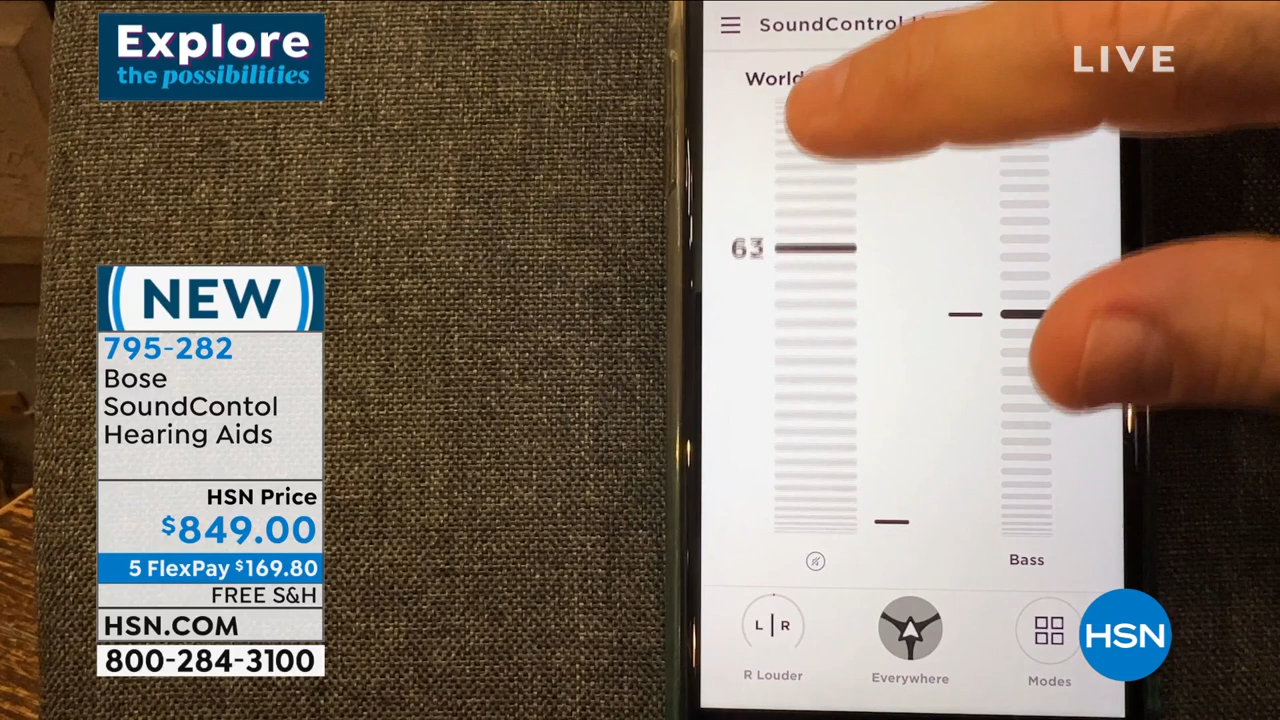 Explore
the possibilities
NEW
795-282
Bose
SoundContol
Hearing Aids
HSN Price
$849.00
5 FlexPay $169.80
FREE S&H
HSN.COM
800-284-3100
SoundControl
World
63
Bass
L | R
R Louder
Everywhere
Modes
LIVE
HSN